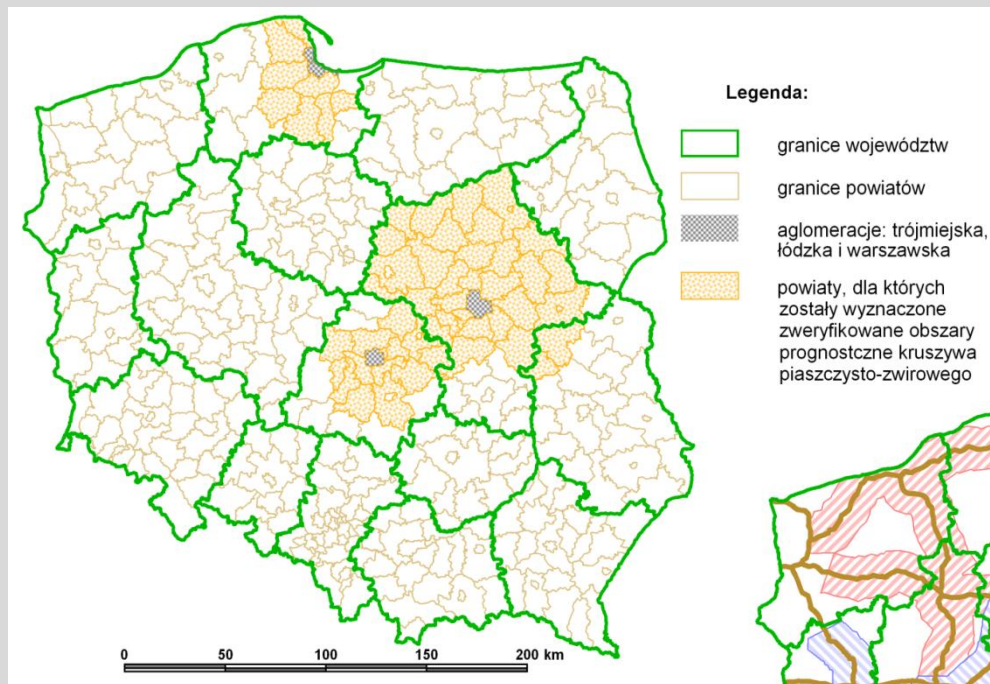 Legenda:
granice województw
granice powiatów
aglomeracje: trójmiejska,
łódzka i warszawska
powiaty, dla których
zostały wyznaczone
zweryfikowane obszary
prognostczne kruszywa
piaszczysto-zwirowego
0 50 100 150 200 km